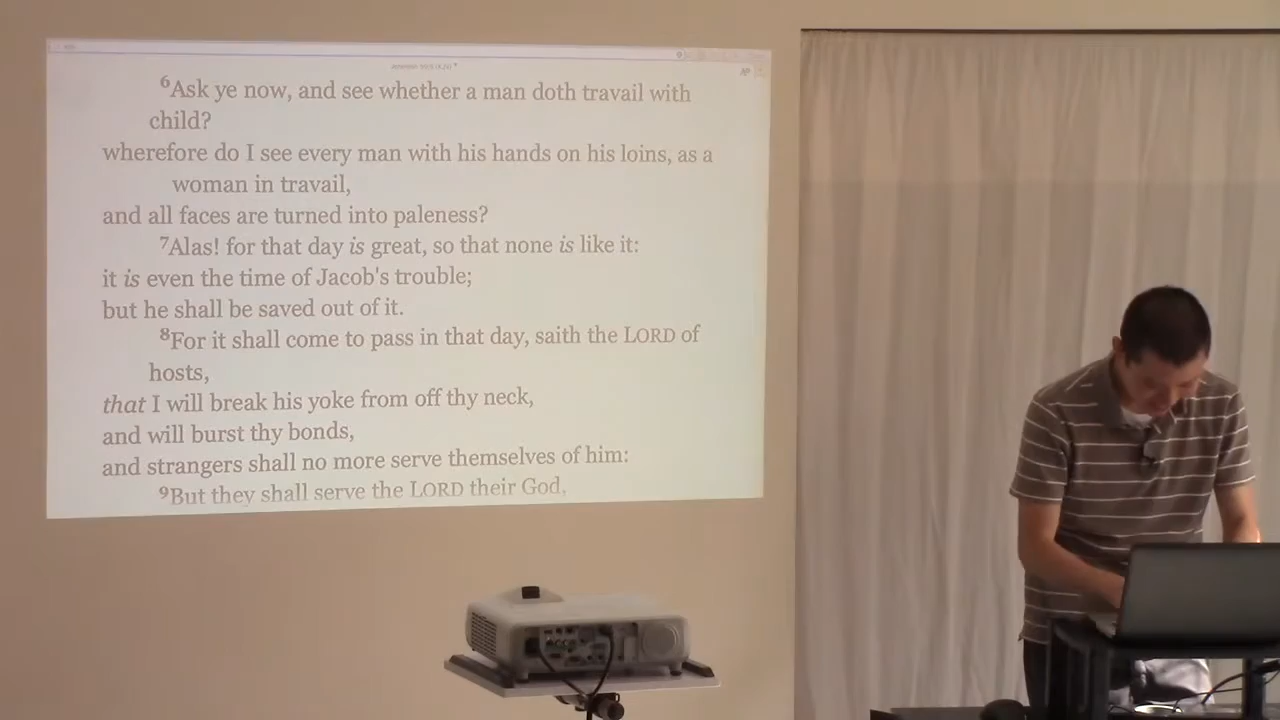 ⁶Ask ye now, and see whether a man doth travail with
child?
wherefore do I see every man with his hands on his loins, as a
woman in travail,
and all faces are turned into paleness?
⁷Alas! for that day is great, so that none is like it:
it is even the time of Jacob's trouble;
but he shall be saved out of it.
⁸For it shall come to pass in that day, saith the LORD of
hosts,
that I will break his yoke from off thy neck,
and will burst thy bonds,
and strangers shall no more serve themselves of him:
⁹But they shall serve the LORD their God,